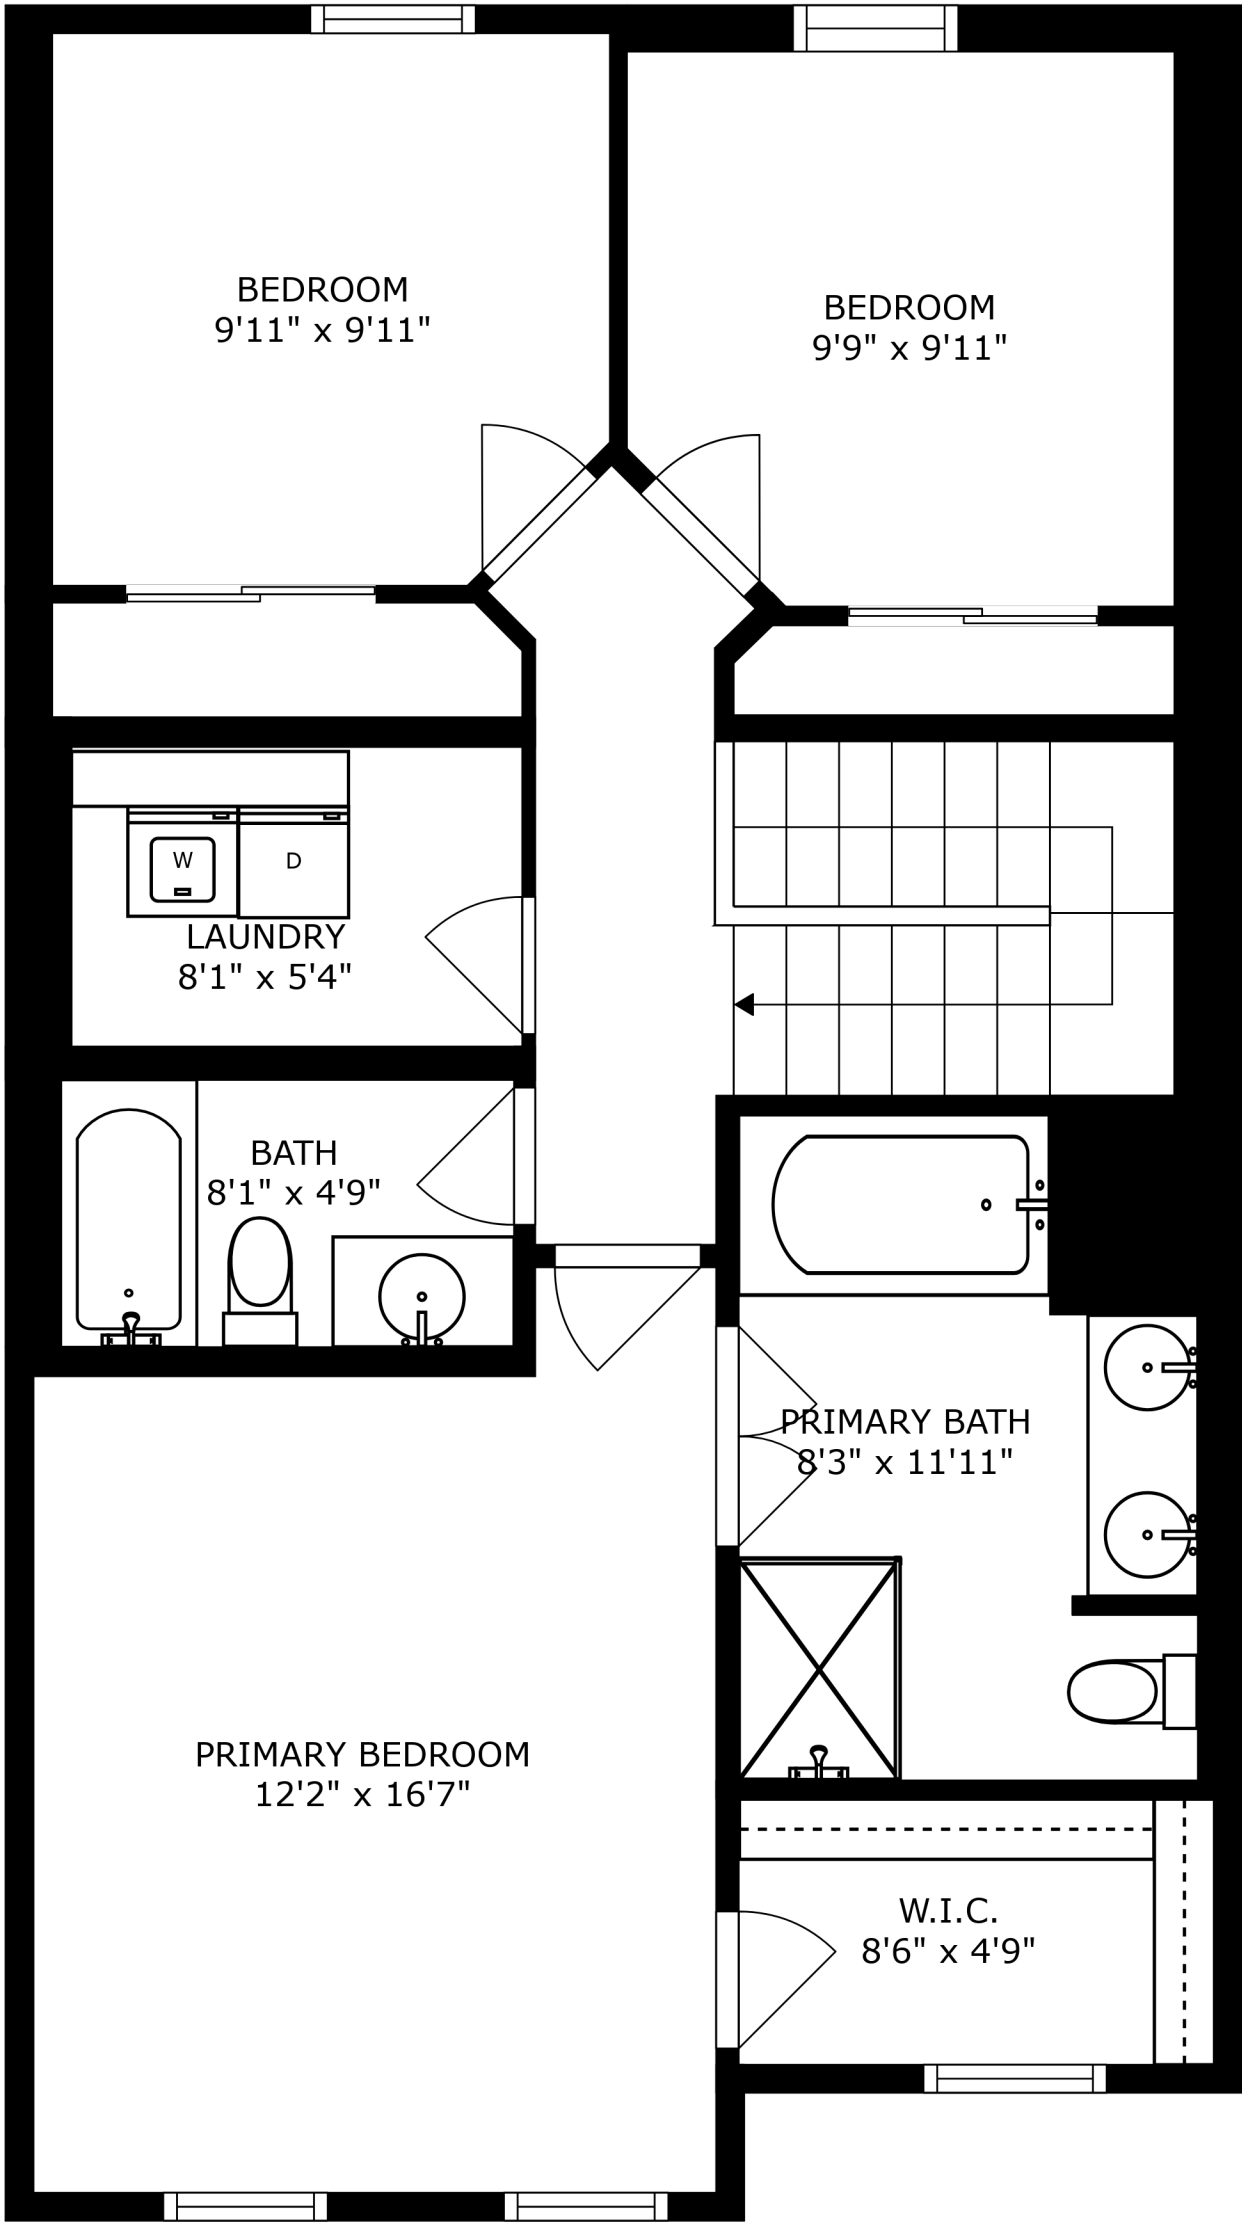 BEDROOM
9'11" x 9'11"
BEDROOM
9'9" x 9'11"
W
D
LAUNDRY
8'1" x 5'4"
BATH
8'1" x 4'9"
PRIMARY BATH
8'3" x 11'11"
PRIMARY BEDROOM
12'2" x 16'7"
W.I.C.
8'6" x 4'9"